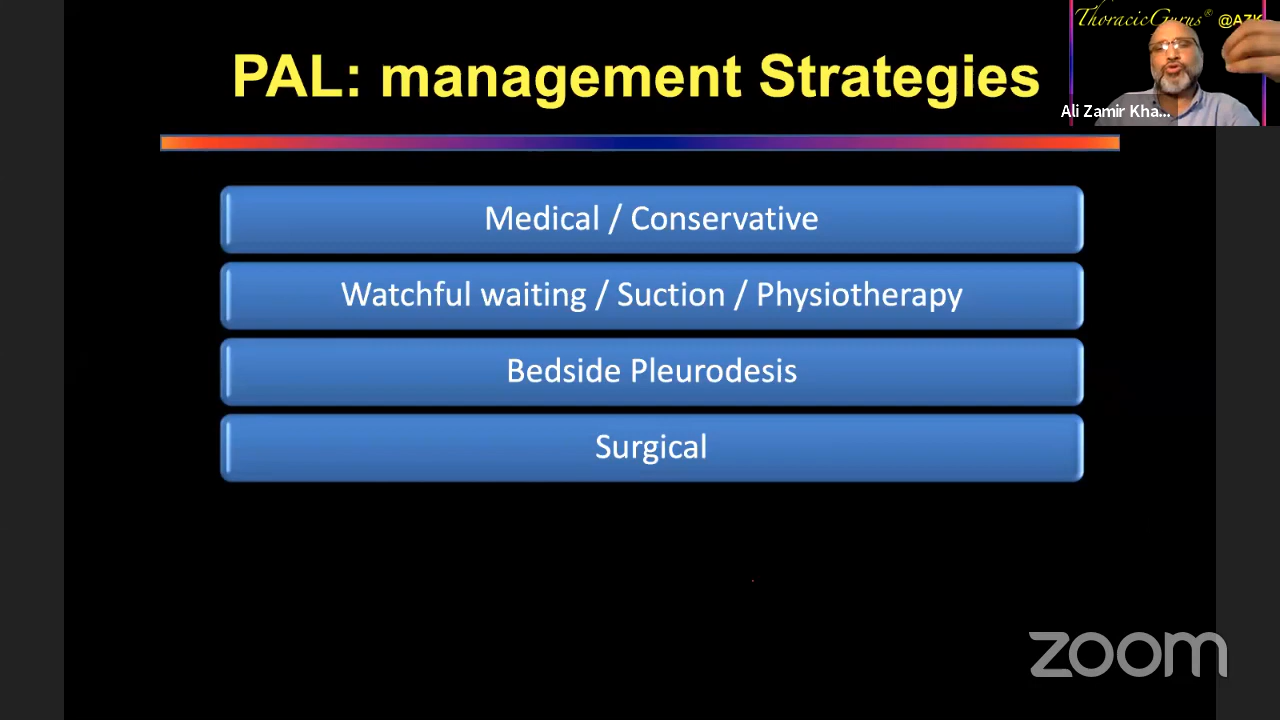 ThoracicGurus® @AZK
PAL: management Strategies
Ali Zamir Kha...
Medical / Conservative
Watchful waiting / Suction / Physiotherapy
Bedside Pleurodesis
Surgical
zoom